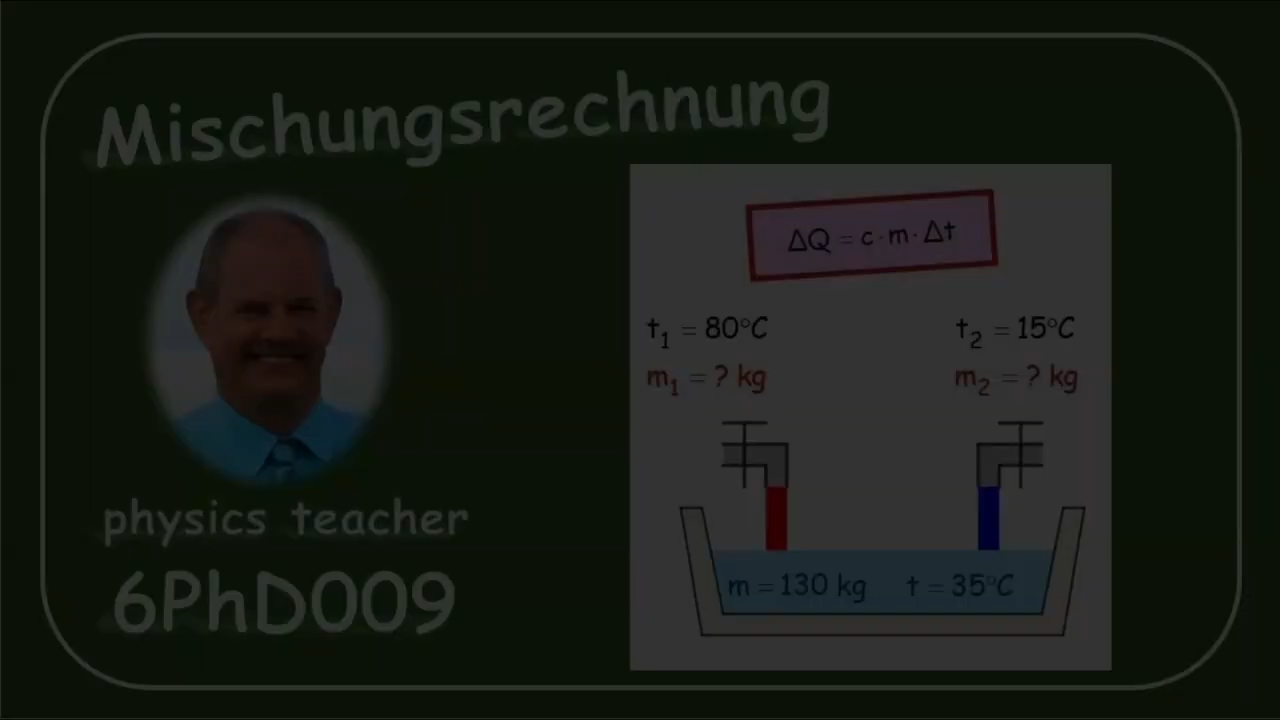 Mischungsrechnung
physics teacher
6PhD009
ΔQ = c·m·Δt
t₁ = 80°C
t₂ = 15°C
m₁ = ? kg
m₂ = ? kg
m = 130 kg
t = 35°C